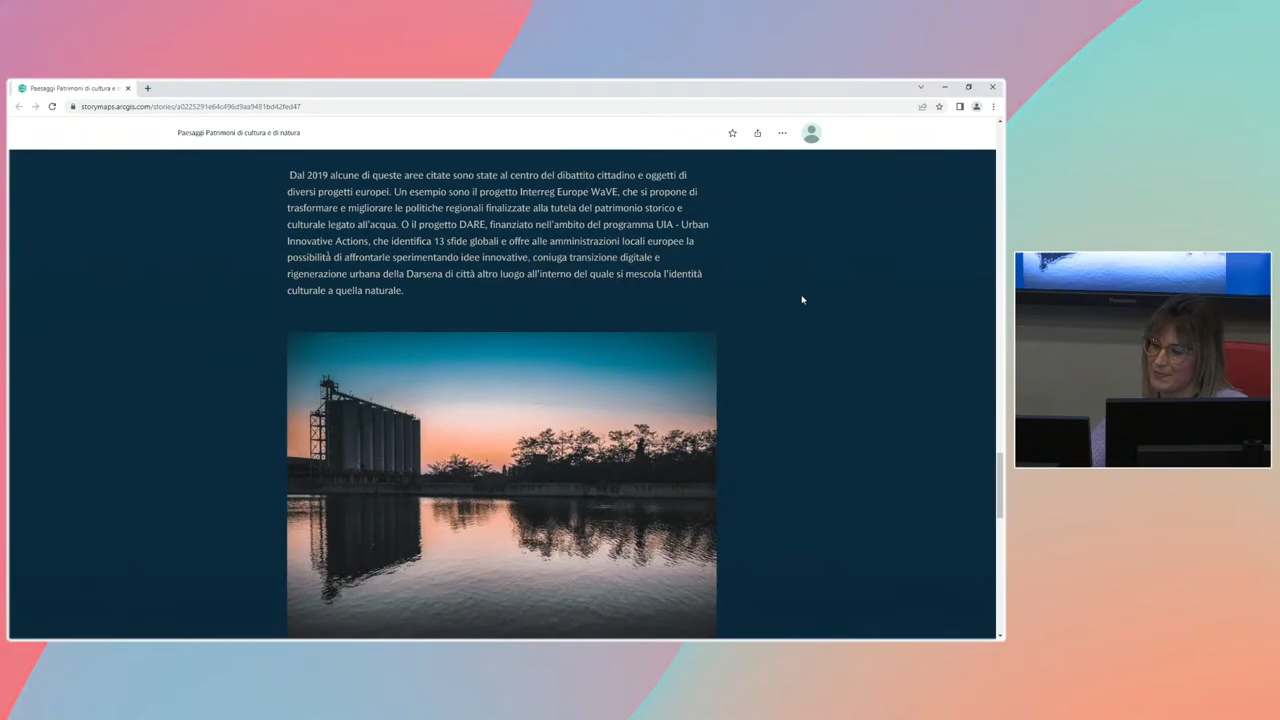 Paesaggi Patrimoni di cultura e c
storymaps.arcgis.com/stories/a0225291e64c496d9aa9481bd42fed47
Paesaggi Patrimoni di cultura e di natura
Dal 2019 alcune di queste aree citate sono state al centro del dibattito cittadino e oggetti di
diversi progetti europei. Un esempio sono il progetto Interreg Europe WaVE, che si propone di
trasformare e migliorare le politiche regionali finalizzate alla tutela del patrimonio storico e
culturale legato all'acqua. O il progetto DARE, finanziato nell'ambito del programma UIA - Urban
Innovative Actions, che identifica 13 sfide globali e offre alle amministrazioni locali europee la
possibilità di affrontarle sperimentando idee innovative, coniuga transizione digitale e
rigenerazione urbana della Darsena di città altro luogo all'interno del quale si mescola l'identità
culturale a quella naturale.
Panasonic